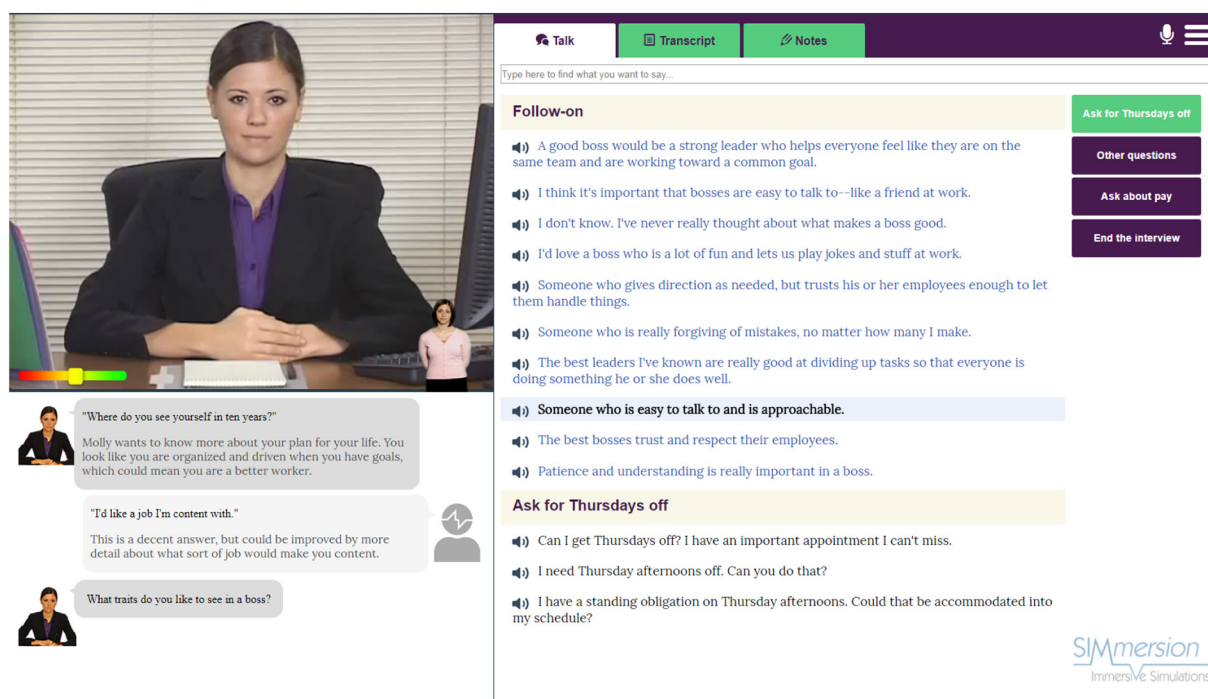 Talk
Transcript
Notes
Type here to find what you want to say...
Follow-on
A good boss would be a strong leader who helps everyone feel like they are on the
same team and are working toward a common goal.
I think it's important that bosses are easy to talk to--like a friend at work.
I don't know. I've never really thought about what makes a boss good.
I'd love a boss who is a lot of fun and lets us play jokes and stuff at work.
Someone who gives direction as needed, but trusts his or her employees enough to let
them handle things.
Someone who is really forgiving of mistakes, no matter how many I make.
The best leaders I've known are really good at dividing up tasks so that everyone is
doing something he or she does well.
Someone who is easy to talk to and is approachable.
The best bosses trust and respect their employees.
Patience and understanding is really important in a boss.
Ask for Thursdays off
Can I get Thursdays off? I have an important appointment I can't miss.
I need Thursday afternoons off. Can you do that?
I have a standing obligation on Thursday afternoons. Could that be accommodated into
my schedule?
Ask for Thursdays off
Other questions
Ask about pay
End the interview
"Where do you see yourself in ten years?"
Molly wants to know more about your plan for your life. You
look like you are organized and driven when you have goals,
which could mean you are a better worker.
"I'd like a job I'm content with."
This is a decent answer, but could be improved by more
detail about what sort of job would make you content.
What traits do you like to see in a boss?
SIMmersion
Immersive Simulations